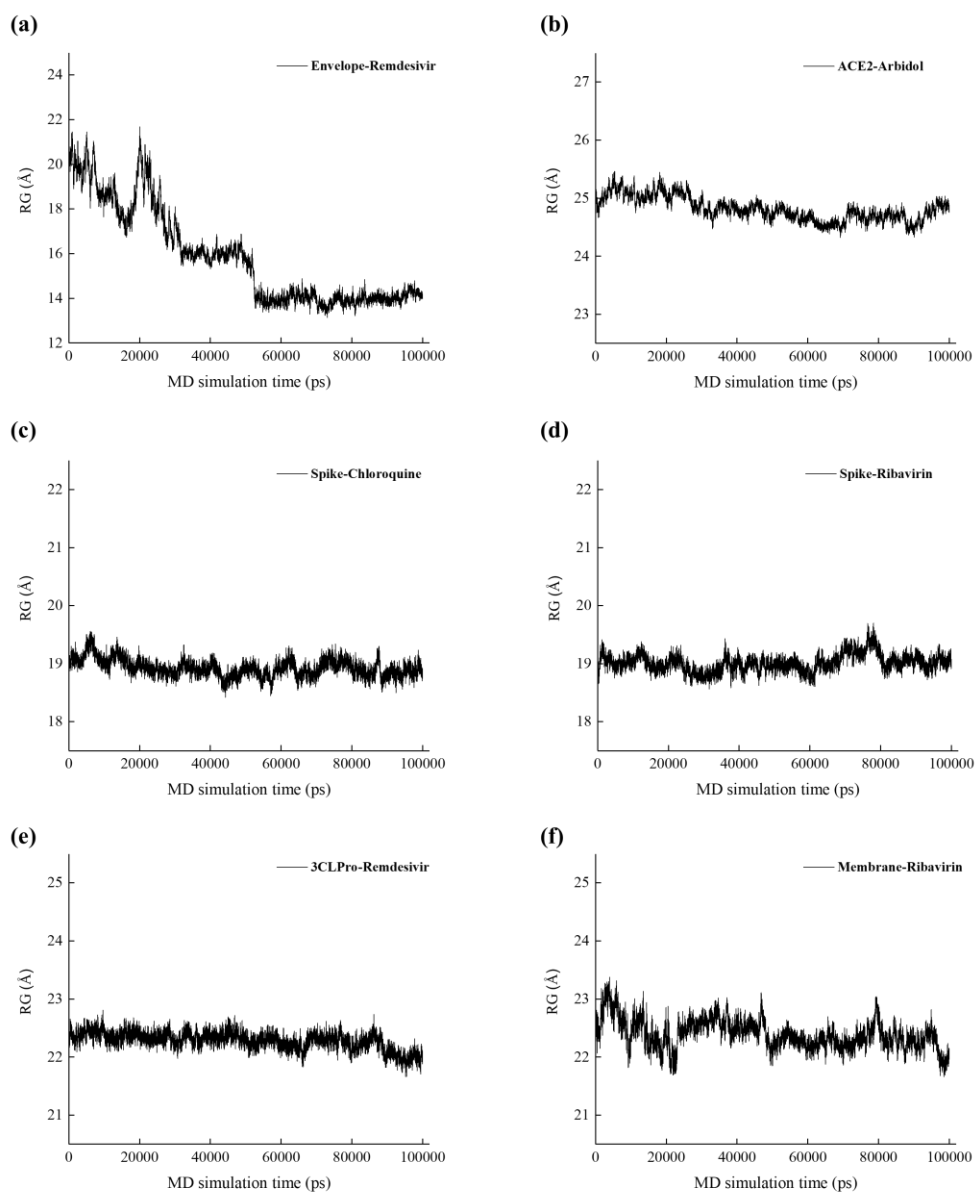 (a)
Envelope-Remdesivir
24
22
20
18
16
14
12
RG (Å)
0 20000 40000 60000 80000 100000
MD simulation time (ps)
(b)
ACE2-Arbidol
27
26
25
24
23
RG (Å)
0 20000 40000 60000 80000 100000
MD simulation time (ps)
(c)
Spike-Chloroquine
22
21
20
19
18
RG (Å)
0 20000 40000 60000 80000 100000
MD simulation time (ps)
(d)
Spike-Ribavirin
22
21
20
19
18
RG (Å)
0 20000 40000 60000 80000 100000
MD simulation time (ps)
(e)
3CLPro-Remdesivir
25
24
23
22
21
RG (Å)
0 20000 40000 60000 80000 100000
MD simulation time (ps)
(f)
Membrane-Ribavirin
25
24
23
22
21
RG (Å)
0 20000 40000 60000 80000 100000
MD simulation time (ps)